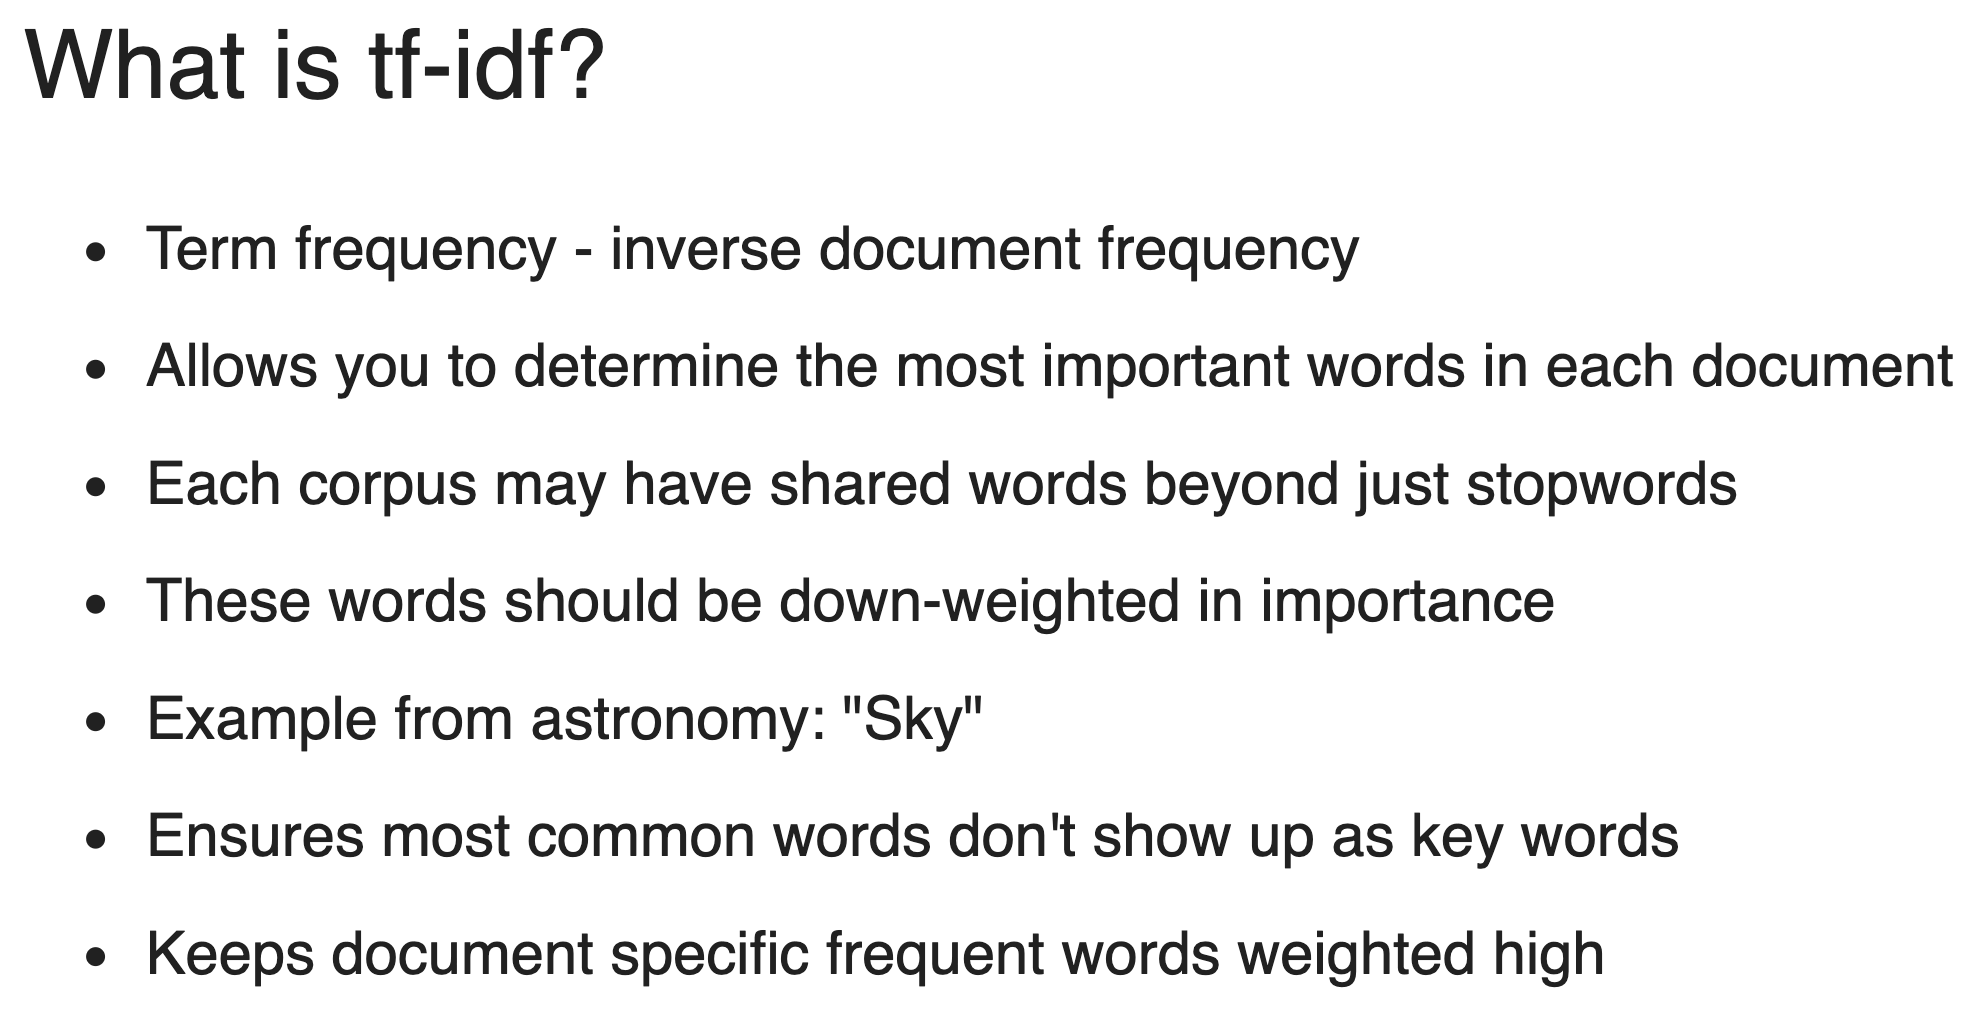 What is tf-idf?
• Term frequency - inverse document frequency
• Allows you to determine the most important words in each document
• Each corpus may have shared words beyond just stopwords
• These words should be down-weighted in importance
• Example from astronomy: "Sky"
• Ensures most common words don't show up as key words
• Keeps document specific frequent words weighted high